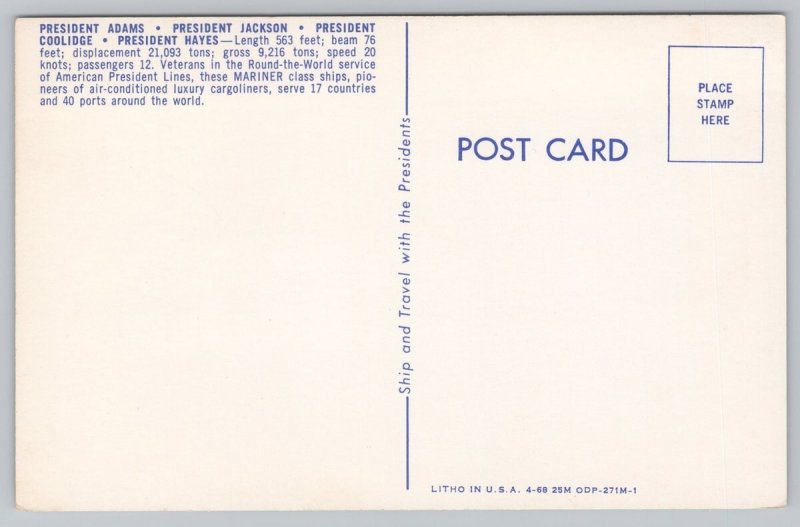 PRESIDENT ADAMS • PRESIDENT JACKSON • PRESIDENT
COOLIDGE • PRESIDENT HAYES—Length 563 feet; beam 76
feet; displacement 21,093 tons; gross 9,216 tons; speed 20
knots; passengers 12. Veterans in the Round-the-World service
of American President Lines, these MARINER class ships, pio-
neers of air-conditioned luxury cargoliners, serve 17 countries
and 40 ports around the world.
Ship and Travel with the Presidents
POST CARD
PLACE
STAMP
HERE
LITHO IN U.S.A. 4-68 25M ODP-271M-1